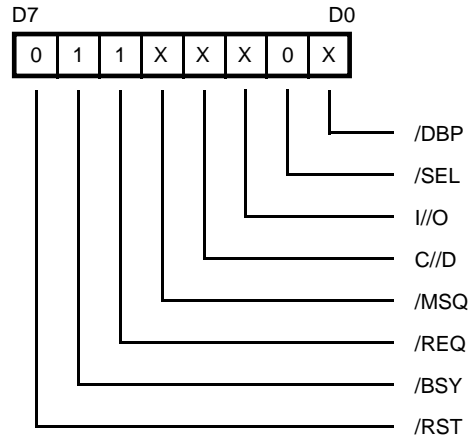 D7 D0
0 1 1 X X X 0 X
/DBP
/SEL
I//O
C//D
/MSQ
/REQ
/BSY
/RST